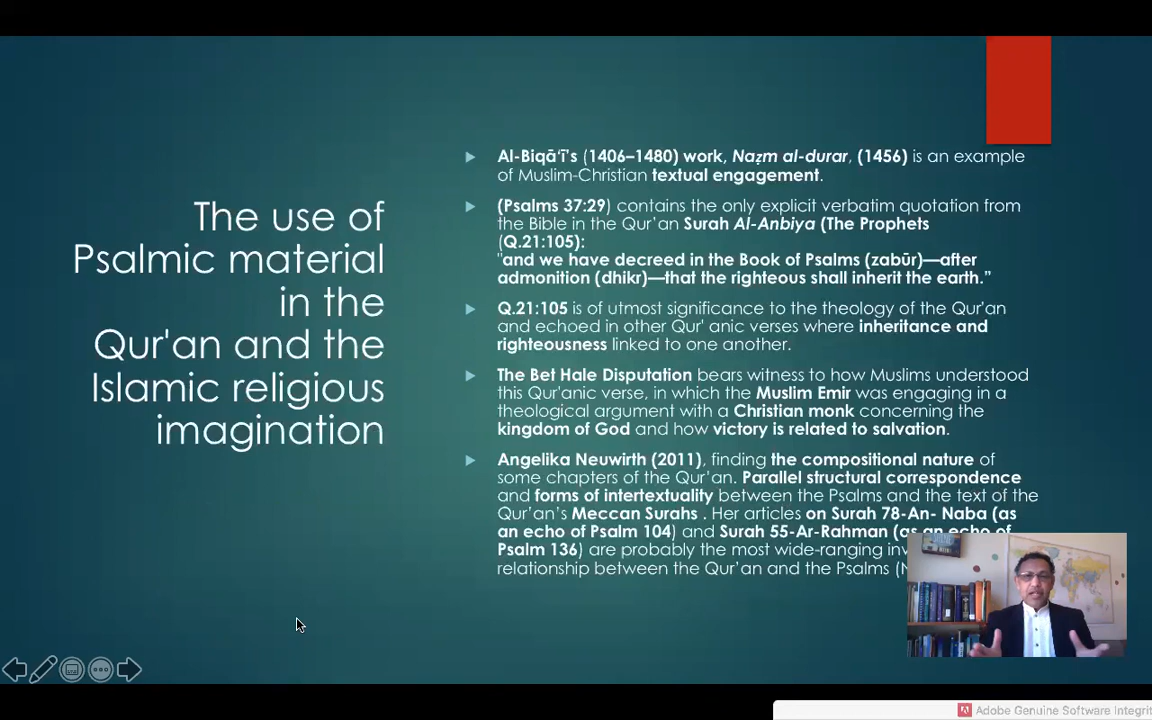 The use of
Psalmic material
in the
Qur'an and the
Islamic religious
imagination
Al-Biqā‘ī’s (1406–1480) work, Naẓm al-durar, (1456) is an example
of Muslim-Christian textual engagement.
(Psalms 37:29) contains the only explicit verbatim quotation from
the Bible in the Qur’an Surah Al-Anbiya (The Prophets
(Q.21:105):
"and we have decreed in the Book of Psalms (zabūr)—after
admonition (dhikr)—that the righteous shall inherit the earth.”
Q.21:105 is of utmost significance to the theology of the Qur'an
and echoed in other Qur' anic verses where inheritance and
righteousness linked to one another.
The Bet Hale Disputation bears witness to how Muslims understood
this Qur'anic verse, in which the Muslim Emir was engaging in a
theological argument with a Christian monk concerning the
kingdom of God and how victory is related to salvation.
Angelika Neuwirth (2011), finding the compositional nature of
some chapters of the Qur’an. Parallel structural correspondence
and forms of intertextuality between the Psalms and the text of the
Qur’an’s Meccan Surahs . Her articles on Surah 78-An- Naba (as
an echo of Psalm 104) and Surah 55-Ar-Rahman (as an echo of
Psalm 136) are probably the most wide-ranging
relationship between the Qur’an and the Psalms
Adobe Genuine Software